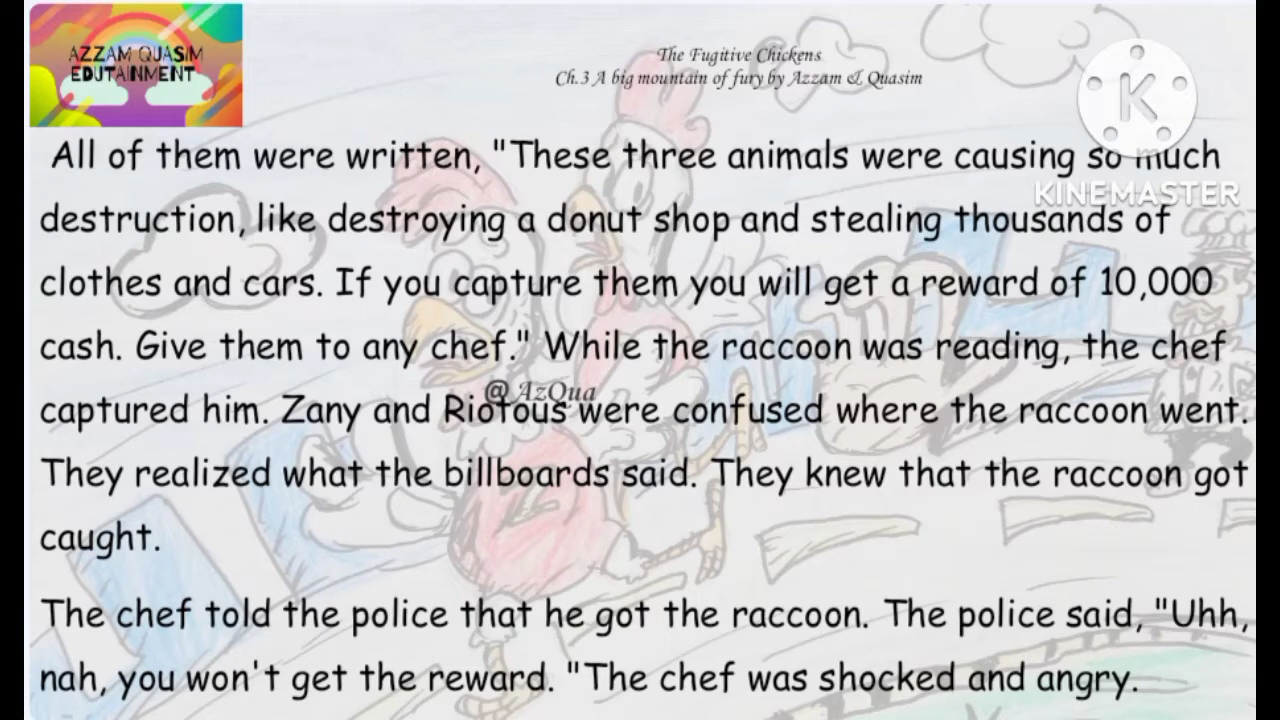 AZZAM QUASIM
EDUTAINMENT
The Fugitive Chickens
Ch.3 A big mountain of fury by Azzam & Quasim
K
KINEMASTER
All of them were written, "These three animals were causing so much
destruction, like destroying a donut shop and stealing thousands of
clothes and cars. If you capture them you will get a reward of 10,000
cash. Give them to any chef." While the raccoon was reading, the chef
@AzQua
captured him. Zany and Riotous were confused where the raccoon went.
They realized what the billboards said. They knew that the raccoon got
caught.
The chef told the police that he got the raccoon. The police said, "Uhh,
nah, you won't get the reward. "The chef was shocked and angry.